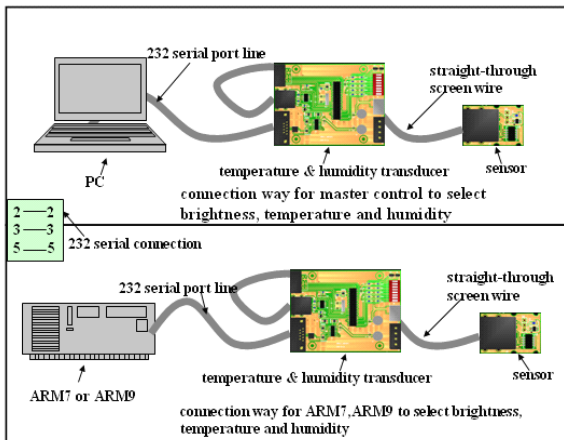 232 serial port line
straight-through
screen wire
PC
temperature & humidity transducer
sensor
connection way for master control to select
brightness, temperature and humidity
2—2
3—3
5—5
232 serial connection
232 serial port line
straight-through
screen wire
ARM7 or ARM9
temperature & humidity transducer
sensor
connection way for ARM7,ARM9 to select brightness,
temperature and humidity